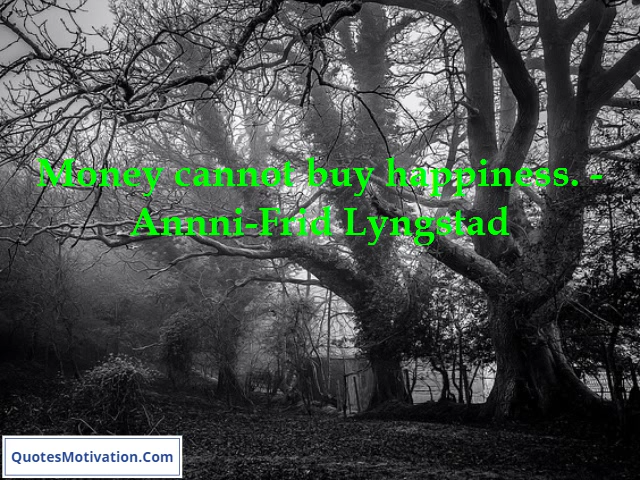 Money cannot buy happiness. -
Annni-Frid Lyngstad
QuotesMotivation.Com